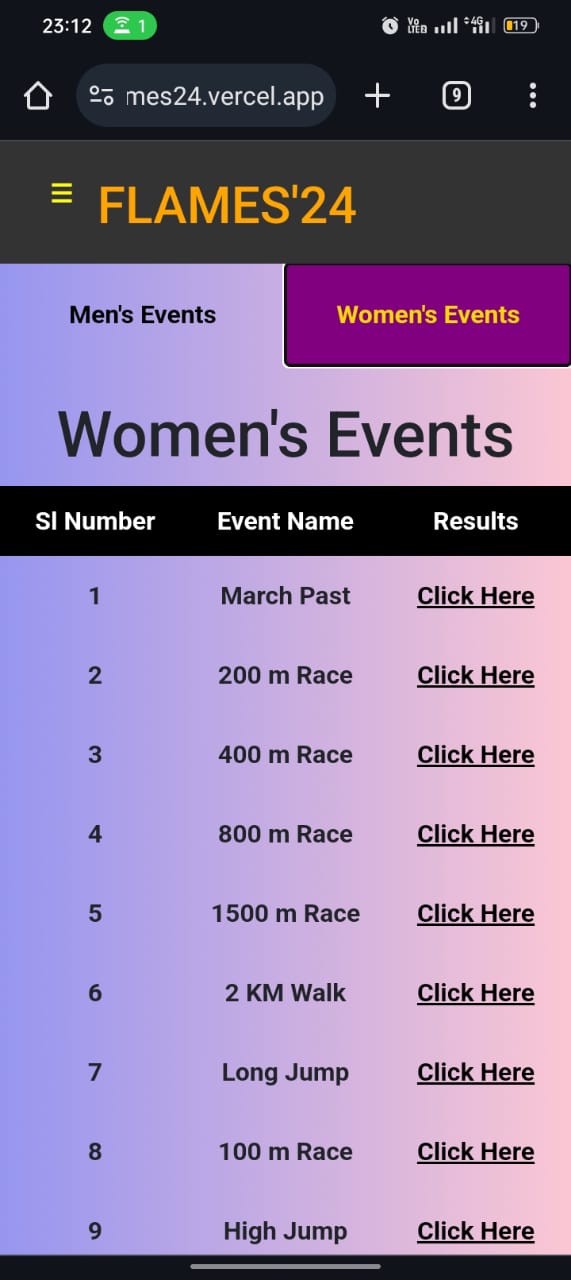 23:12 1 Vo LTE 4G 19
mes24.vercel.app 9
FLAMES'24
Men's Events Women's Events
Women's Events
Sl Number Event Name Results
1 March Past Click Here
2 200 m Race Click Here
3 400 m Race Click Here
4 800 m Race Click Here
5 1500 m Race Click Here
6 2 KM Walk Click Here
7 Long Jump Click Here
8 100 m Race Click Here
9 High Jump Click Here